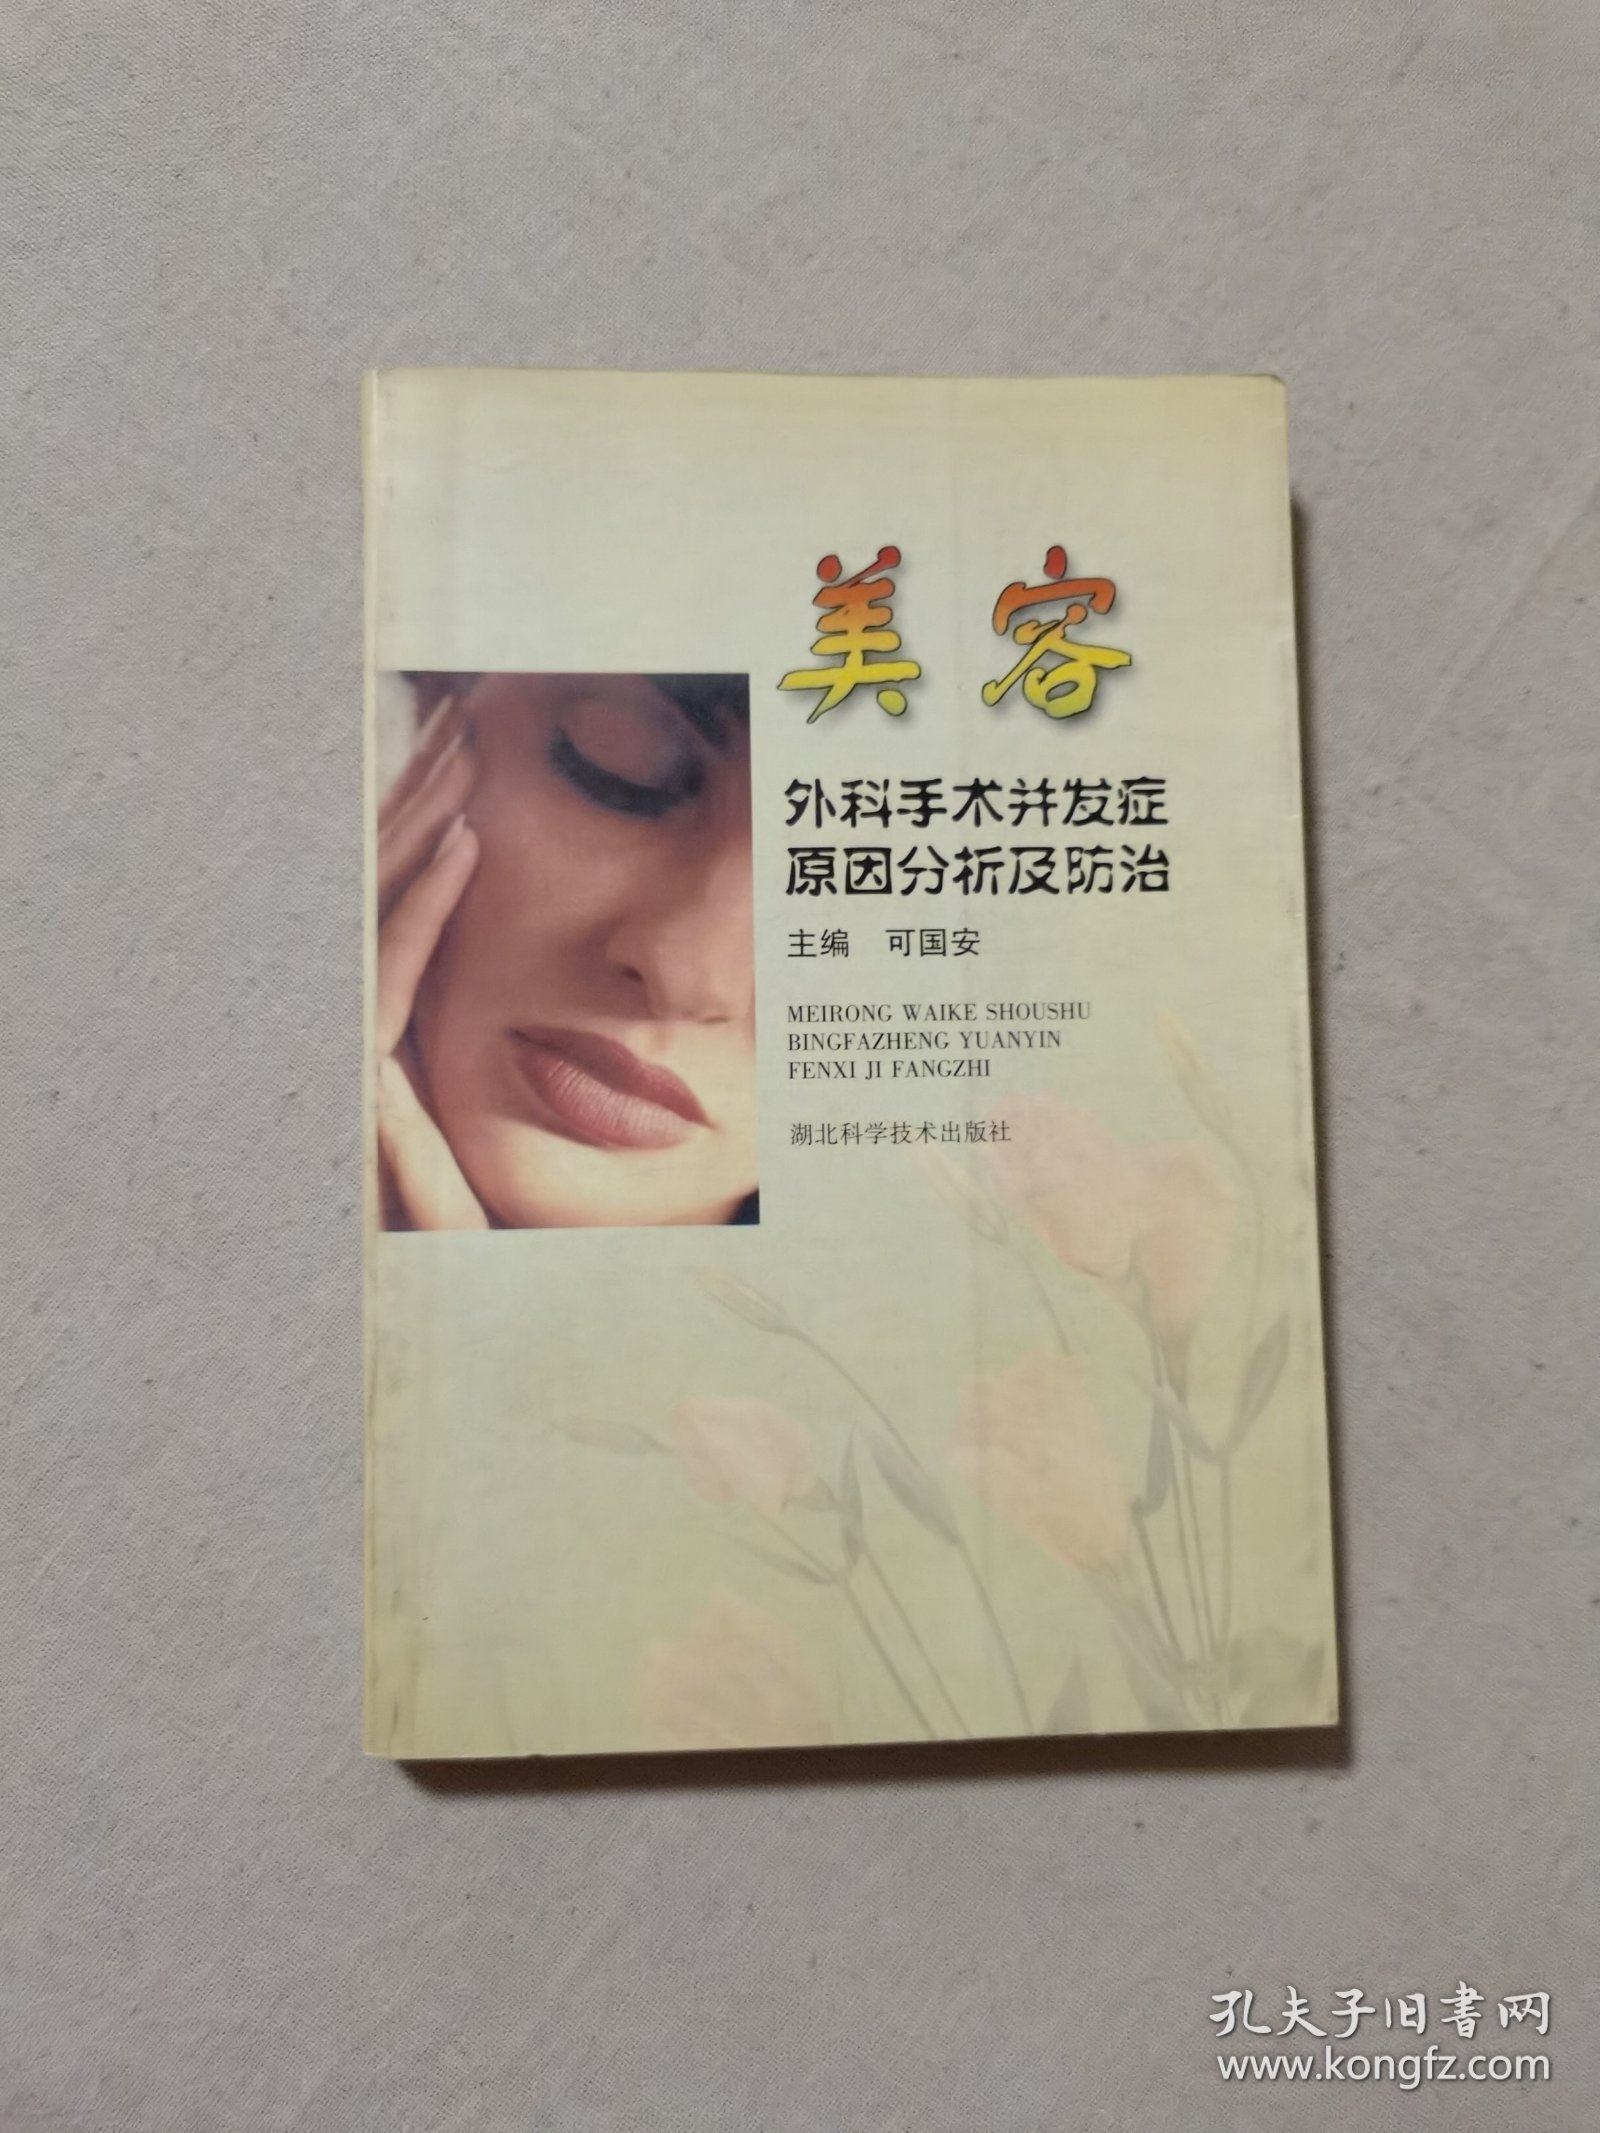 美容
外科手术并发症
原因分析及防治
主编 可国安
MEIRONG WAIKE SHOUSHU
BINGFAZHENG YUANYIN
FENXI JI FANGZHI
湖北科学技术出版社
孔夫子旧书网
www.kongfz.com